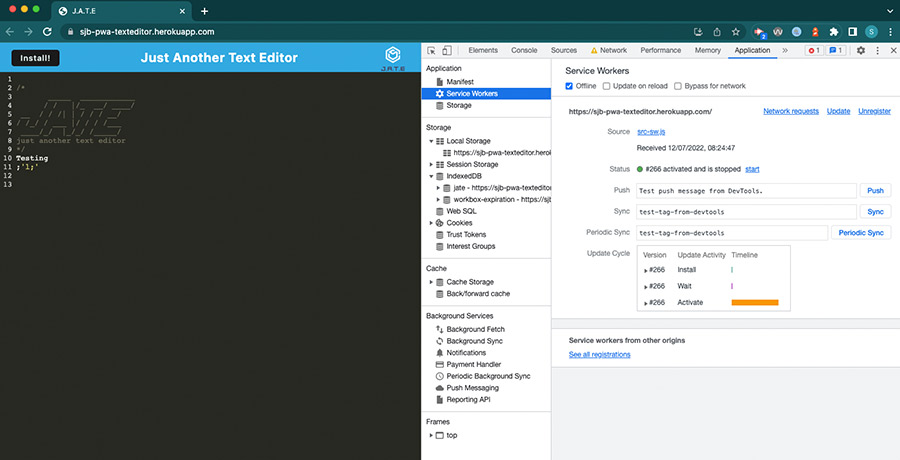 J.A.T.E
sjb-pwa-texteditor.herokuapp.com
2
S
Install!
Just Another Text Editor
J.A.T.E
1
2 /*
3
4
5
6
7
8 just another text editor
9 */
10 Testing
11 ;'1;'
12
13
Elements Console Sources Network Performance Memory Application » 1 1
Application
Manifest
Service Workers
Storage
Storage
Local Storage
https://sjb-pwa-texteditor.herok
Session Storage
IndexedDB
jate - https://sjb-pwa-texteditor
workbox-expiration - https://sj
Web SQL
Cookies
Trust Tokens
Interest Groups
Cache
Cache Storage
Back/forward cache
Background Services
Background Fetch
Background Sync
Notifications
Payment Handler
Periodic Background Sync
Push Messaging
Reporting API
Frames
top
Service Workers
Offline Update on reload Bypass for network
https://sjb-pwa-texteditor.herokuapp.com/ Network requests Update Unregister
Source src-sw.js
Received 12/07/2022, 08:24:47
Status #266 activated and is stopped start
Push Test push message from DevTools. Push
Sync test-tag-from-devtools Sync
Periodic Sync test-tag-from-devtools Periodic Sync
Update Cycle Version Update Activity Timeline
#266 Install
#266 Wait
#266 Activate
Service workers from other origins
See all registrations